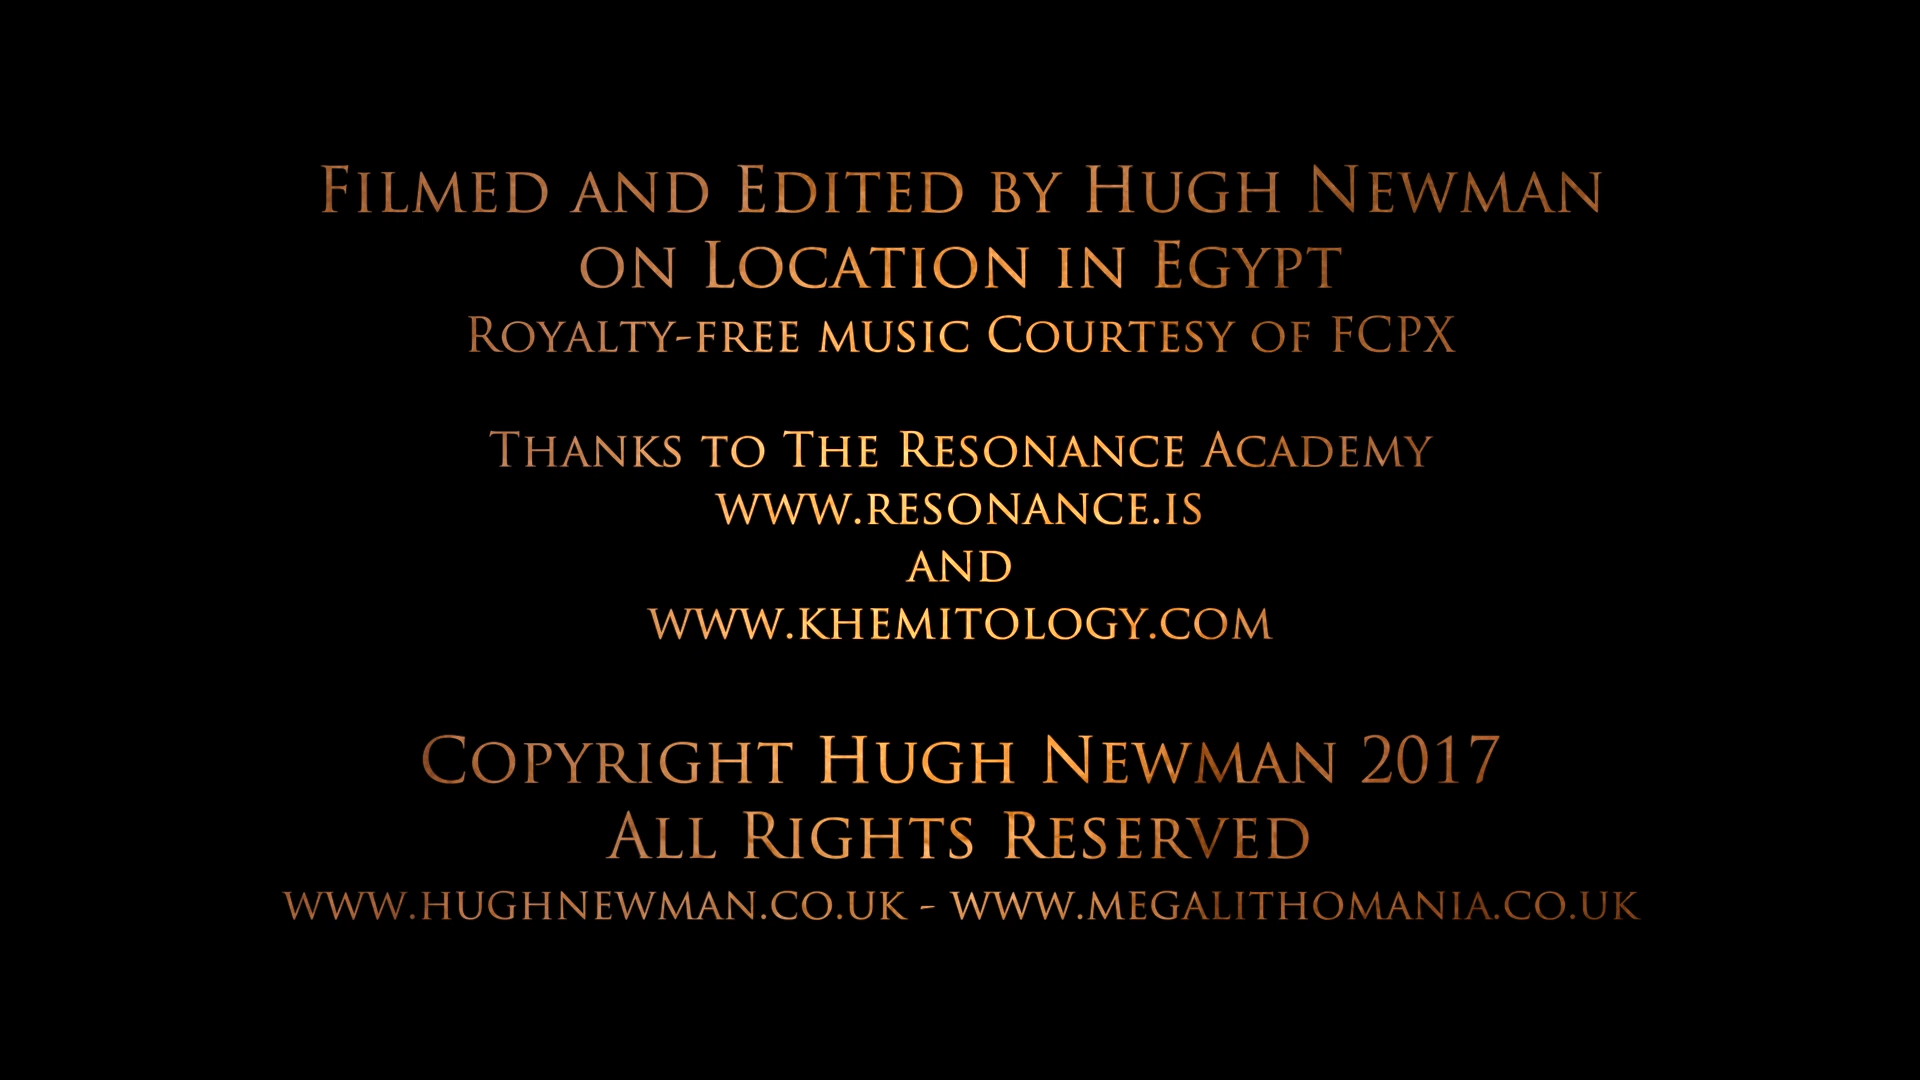 Filmed and Edited by Hugh Newman
on Location in Egypt
Royalty-free music Courtesy of FCPX
Thanks to The Resonance Academy
www.resonance.is
and
www.khemitology.com
Copyright Hugh Newman 2017
All Rights Reserved
www.hughnewman.co.uk - www.megalithomania.co.uk